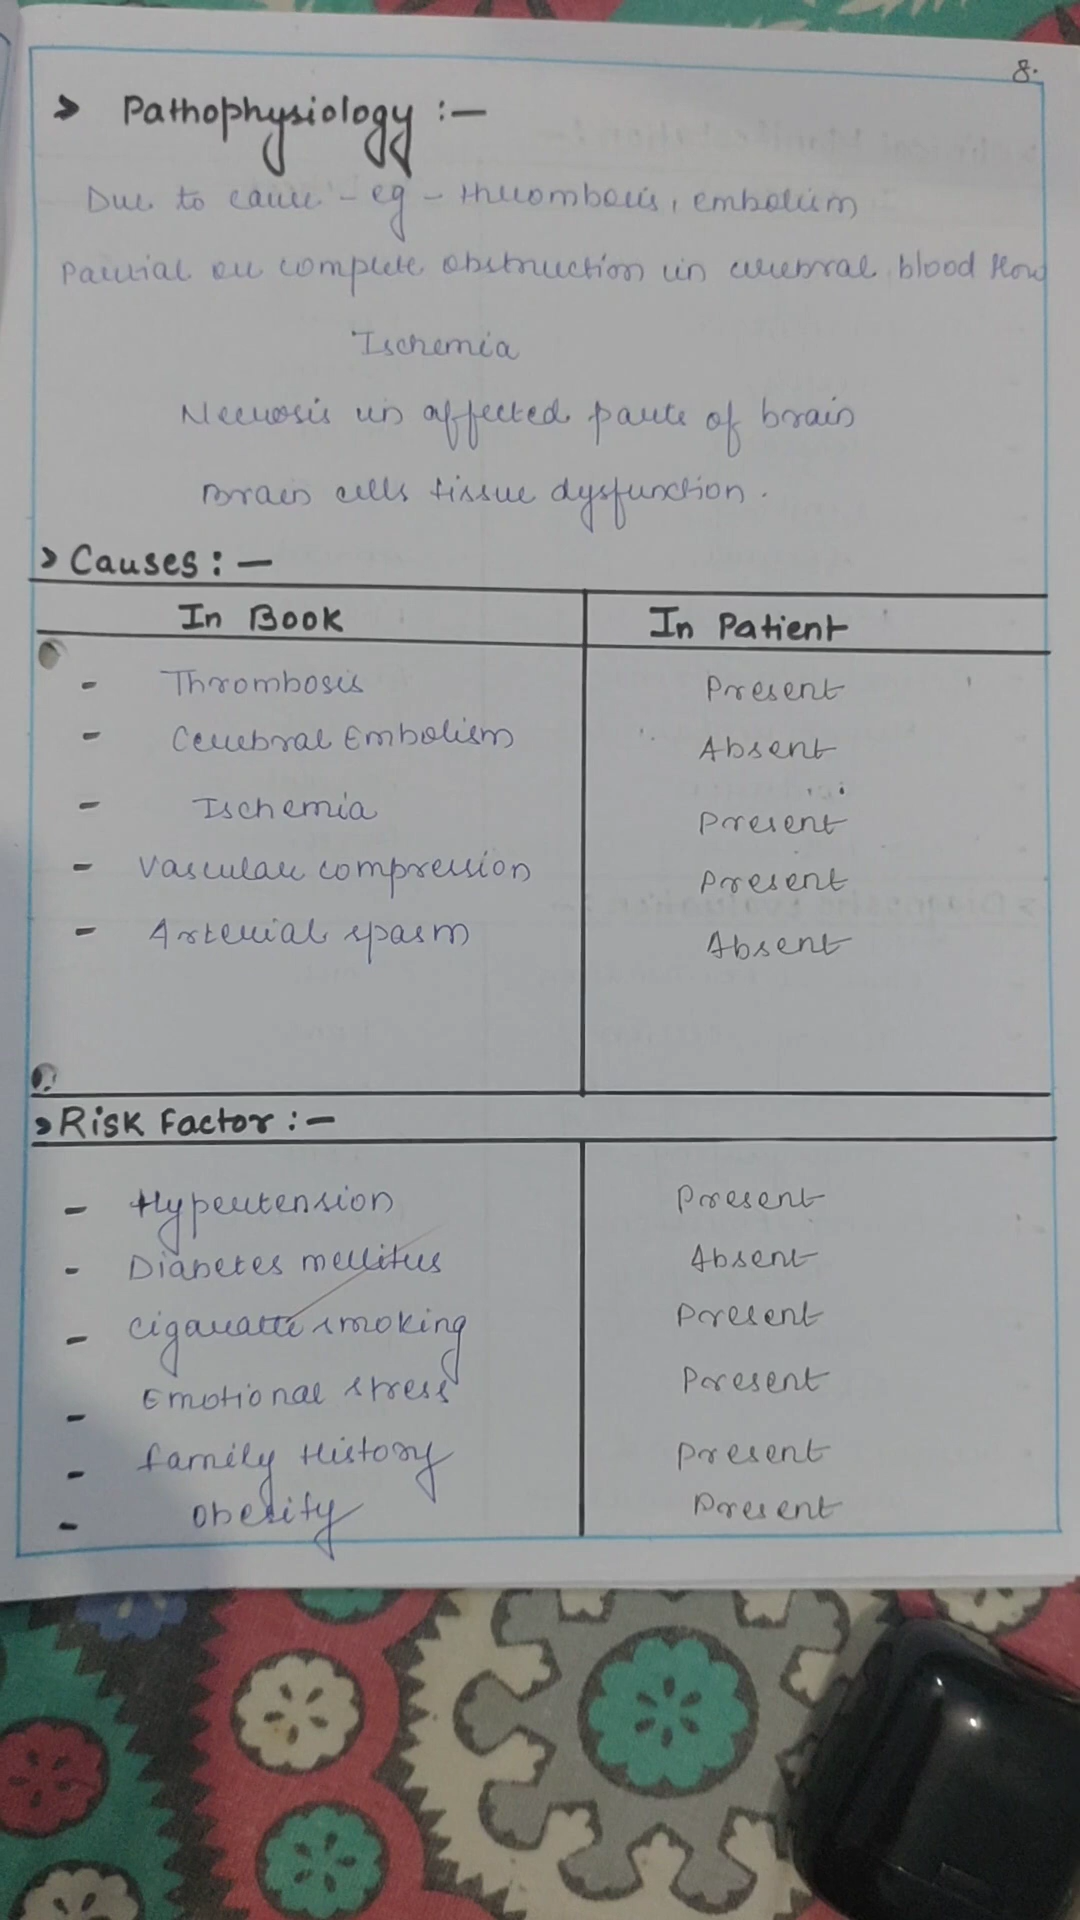 8.
> Pathophysiology :-
Due to cause - eg - thrombosis, embolism
Partial or complete obstruction in cerebral blood flow
Ischemia
Necrosis in affected parts of brain
Brain cells tissue dysfunction.
> Causes : -
In Book In Patient
- Thrombosis Present
- Cerebral Embolism Absent
- Ischemia Present
- Vascular compression Present
- Arterial spasm Absent
> Risk Factor : -
- Hypertension Present
- Diabetes mellitus Absent
- Cigaratte smoking Present
- Emotional stress Present
- family History Present
- Obesity Present